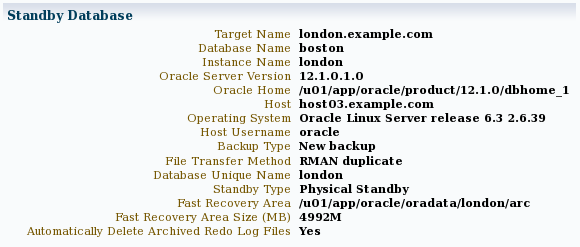 Standby Database
Target Name london.example.com
Database Name boston
Instance Name london
Oracle Server Version 12.1.0.1.0
Oracle Home /u01/app/oracle/product/12.1.0/dbhome_1
Host host03.example.com
Operating System Oracle Linux Server release 6.3 2.6.39
Host Username oracle
Backup Type New backup
File Transfer Method RMAN duplicate
Database Unique Name london
Standby Type Physical Standby
Fast Recovery Area /u01/app/oracle/oradata/london/arc
Fast Recovery Area Size (MB) 4992M
Automatically Delete Archived Redo Log Files Yes